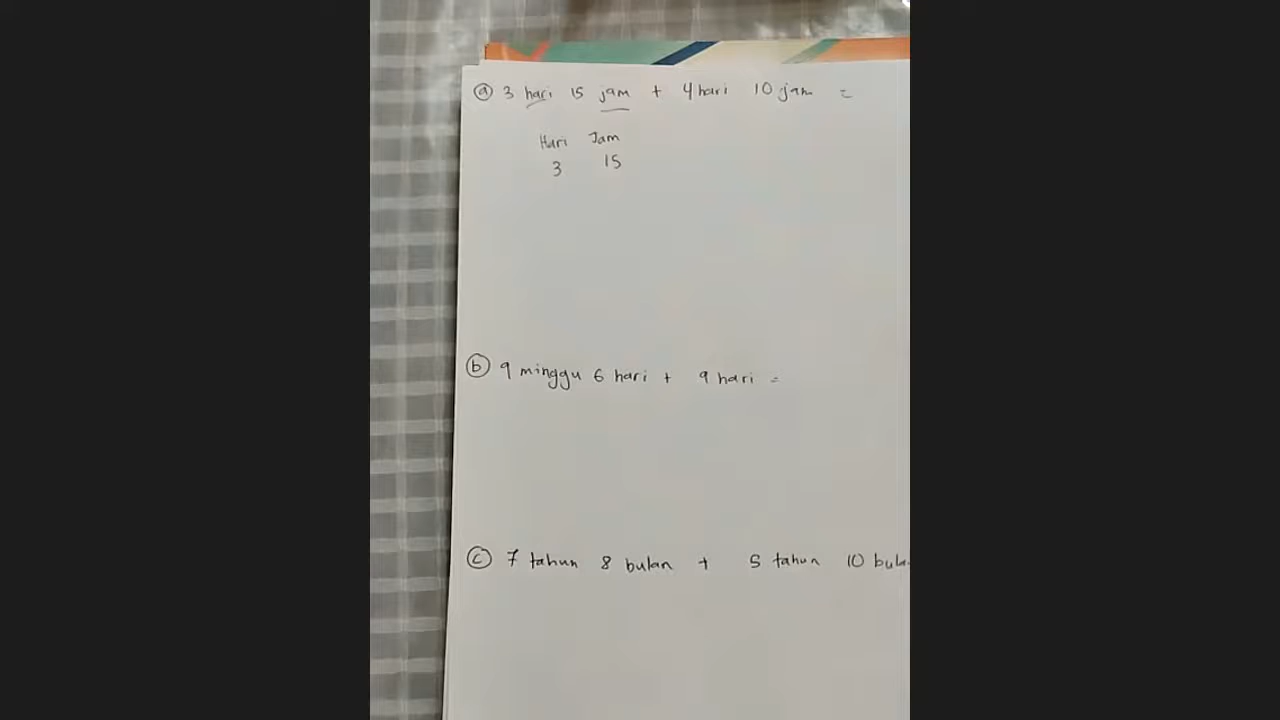 a 3 hari 15 jam + 4 hari 10 jam =
Hari Jam
3 15
b 9 minggu 6 hari + 9 hari =
c 7 tahun 8 bulan + 5 tahun 10 bula